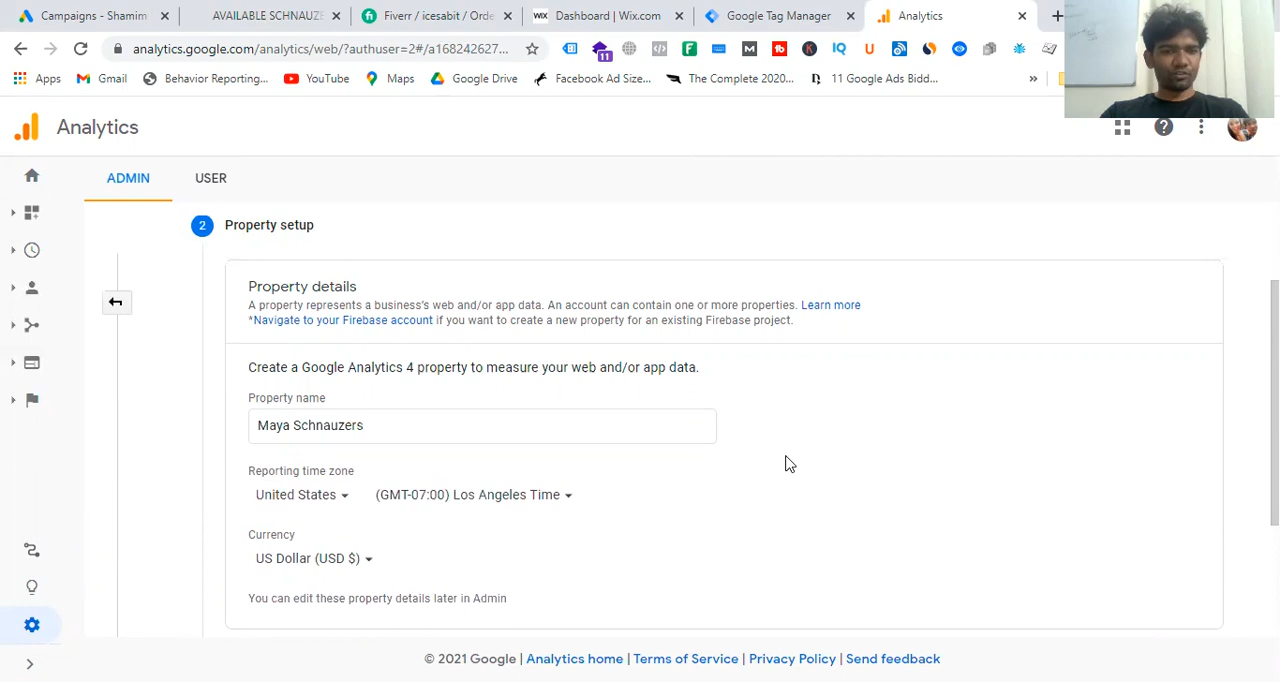 Campaigns - Shamim
AVAILABLE SCHNAUZE
Fiverr / icesabit / Orde
WIX Dashboard | Wix.com
Google Tag Manager
Analytics
analytics.google.com/analytics/web/?authuser=2#/a168242627...
11
Apps
Gmail
Behavior Reporting...
YouTube
Maps
Google Drive
Facebook Ad Size...
The Complete 2020...
11 Google Ads Bidd...
»
Analytics
ADMIN
USER
2 Property setup
Property details
A property represents a business's web and/or app data. An account can contain one or more properties. Learn more
*Navigate to your Firebase account if you want to create a new property for an existing Firebase project.
Create a Google Analytics 4 property to measure your web and/or app data.
Property name
Maya Schnauzers
Reporting time zone
United States
(GMT-07:00) Los Angeles Time
Currency
US Dollar (USD $)
You can edit these property details later in Admin
© 2021 Google | Analytics home | Terms of Service | Privacy Policy | Send feedback